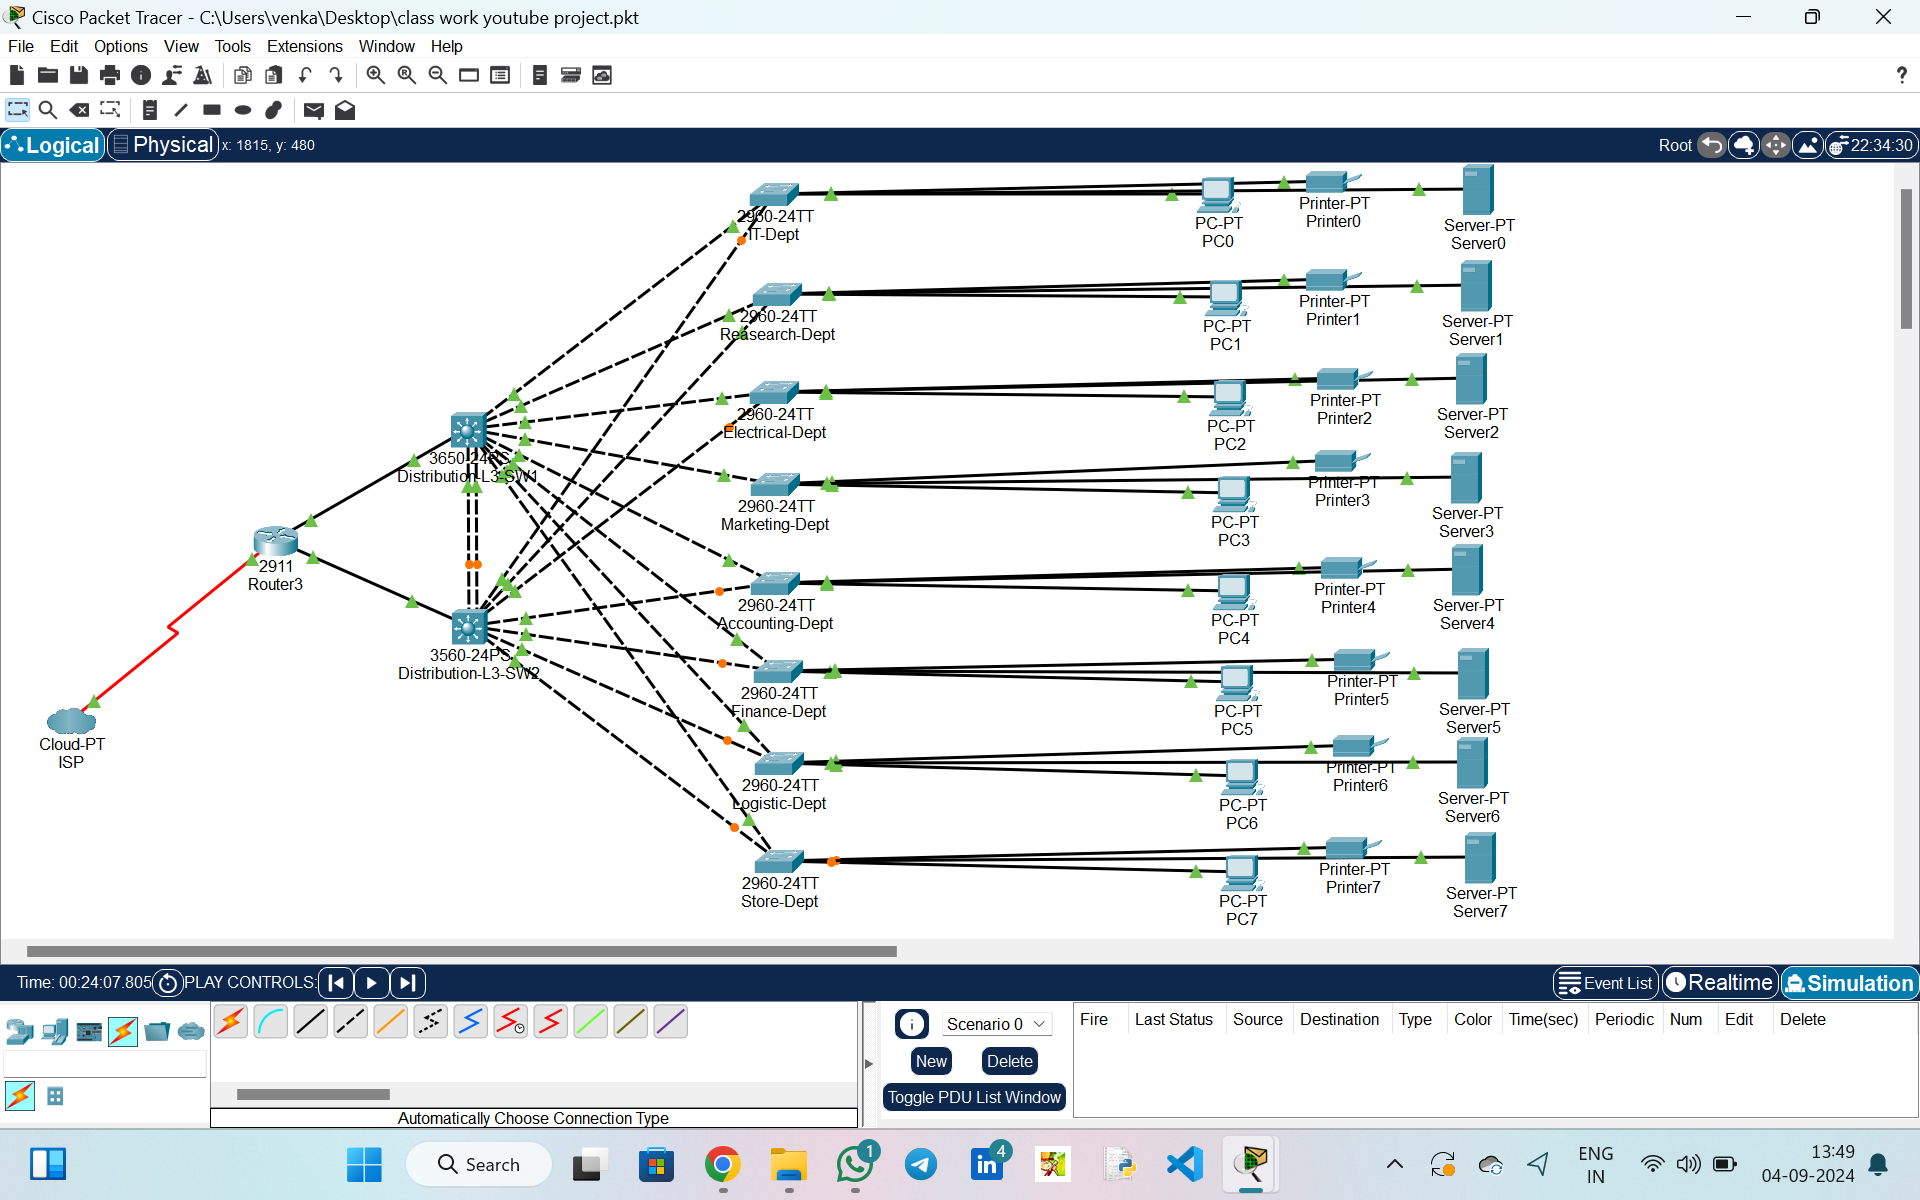 Cisco Packet Tracer - C:\Users\venka\Desktop\class work youtube project.pkt
File Edit Options View Tools Extensions Window Help
?
Logical Physical x: 1815, y: 480 Root 22:34:30
2960-24TT
IT-Dept
PC-PT
PC0
Printer-PT
Printer0
Server-PT
Server0
2960-24TT
Reasearch-Dept
PC-PT
PC1
Printer-PT
Printer1
Server-PT
Server1
2960-24TT
Electrical-Dept
PC-PT
PC2
Printer-PT
Printer2
Server-PT
Server2
3650-24PS
Distribution-L3-SW1
2960-24TT
Marketing-Dept
PC-PT
PC3
Printer-PT
Printer3
Server-PT
Server3
2911
Router3
2960-24TT
Accounting-Dept
PC-PT
PC4
Printer-PT
Printer4
Server-PT
Server4
3560-24PS
Distribution-L3-SW2
2960-24TT
Finance-Dept
PC-PT
PC5
Printer-PT
Printer5
Server-PT
Server5
Cloud-PT
ISP
2960-24TT
Logistic-Dept
PC-PT
PC6
Printer-PT
Printer6
Server-PT
Server6
2960-24TT
Store-Dept
PC-PT
PC7
Printer-PT
Printer7
Server-PT
Server7
Time: 00:24:07.805 PLAY CONTROLS: Event List Realtime Simulation
Scenario 0
New Delete
Toggle PDU List Window
Fire Last Status Source Destination Type Color Time(sec) Periodic Num Edit Delete
Automatically Choose Connection Type
Search
1
4
ENG
IN
13:49
04-09-2024